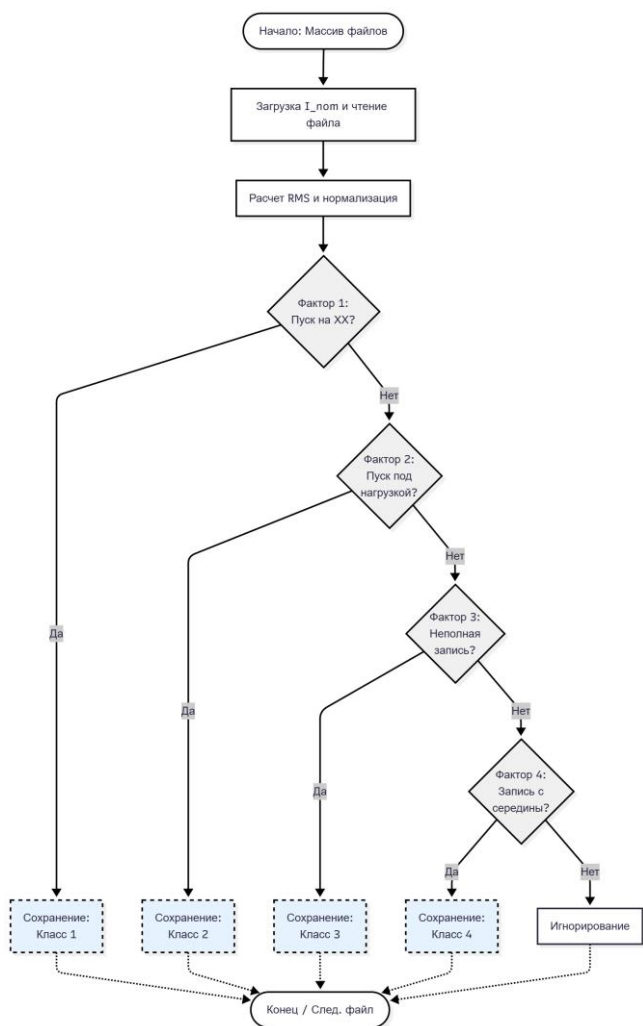 Начало: Массив файлов
Загрузка I_nom и чтение
файла
Расчет RMS и нормализация
Фактор 1:
Пуск на ХХ?
Нет
Фактор 2:
Пуск под
нагрузкой?
Нет
Фактор 3:
Неполная
запись?
Да
Да
Нет
Фактор 4:
Запись с
середины?
Да
Да
Нет
Сохранение:
Класс 1
Сохранение:
Класс 2
Сохранение:
Класс 3
Сохранение:
Класс 4
Игнорирование
Конец / След. файл